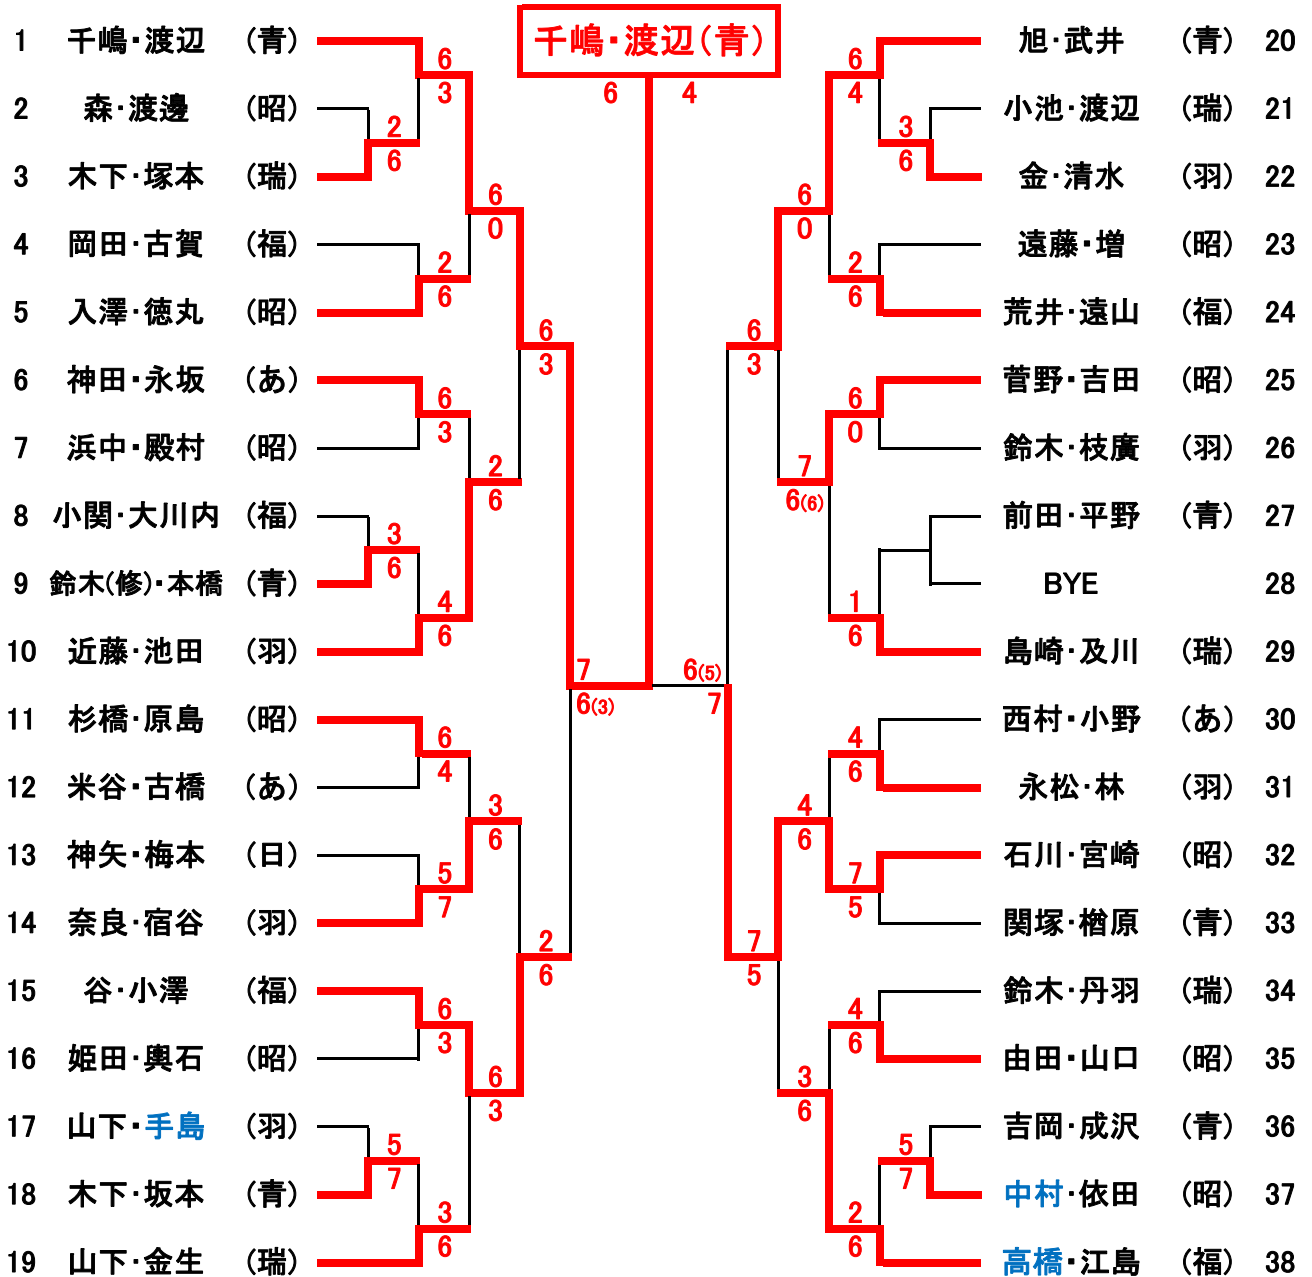 千嶋・渡辺(青)
6 4
1 千嶋・渡辺 (青)
2 森・渡邊 (昭)
3 木下・塚本 (瑞)
4 岡田・古賀 (福)
5 入澤・徳丸 (昭)
6 神田・永坂 (あ)
7 浜中・殿村 (昭)
8 小関・大川内 (福)
9 鈴木(修)・本橋 (青)
10 近藤・池田 (羽)
11 杉橋・原島 (昭)
12 米谷・古橋 (あ)
13 神矢・梅本 (日)
14 奈良・宿谷 (羽)
15 谷・小澤 (福)
16 姫田・輿石 (昭)
17 山下・手島 (羽)
18 木下・坂本 (青)
19 山下・金生 (瑞)
6
3
2
6
6
0
2
6
6
3
6
3
2
6
3
6
4
6
7
6(3)
6
4
3
6
5
7
2
6
6
3
6
3
5
7
3
6
旭・武井 (青) 20
小池・渡辺 (瑞) 21
金・清水 (羽) 22
遠藤・増 (昭) 23
荒井・遠山 (福) 24
菅野・吉田 (昭) 25
鈴木・枝廣 (羽) 26
前田・平野 (青) 27
BYE 28
島崎・及川 (瑞) 29
西村・小野 (あ) 30
永松・林 (羽) 31
石川・宮崎 (昭) 32
関塚・楢原 (青) 33
鈴木・丹羽 (瑞) 34
由田・山口 (昭) 35
吉岡・成沢 (青) 36
中村・依田 (昭) 37
高橋・江島 (福) 38
6
4
3
6
6
0
2
6
6
3
6
0
7
6(6)
1
6
6(5)
7
4
6
4
6
7
5
7
5
4
6
3
6
5
7
2
6